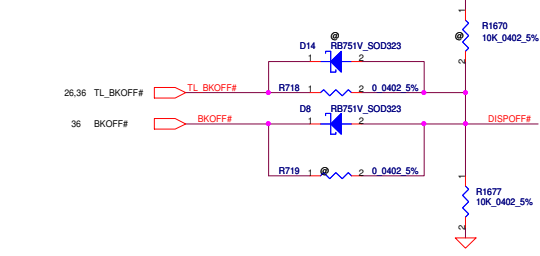 1
R1670
@
10K_0402_5%
2
@
D14 RB751V_SOD323
1 2
26,36 TL_BKOFF# TL_BKOFF# R718 1 2 0_0402_5%
D8 RB751V_SOD323
36 BKOFF# BKOFF# 1 2 DISPOFF#
R719 1 @ 2 0_0402_5%
1
R1677
10K_0402_5%
2